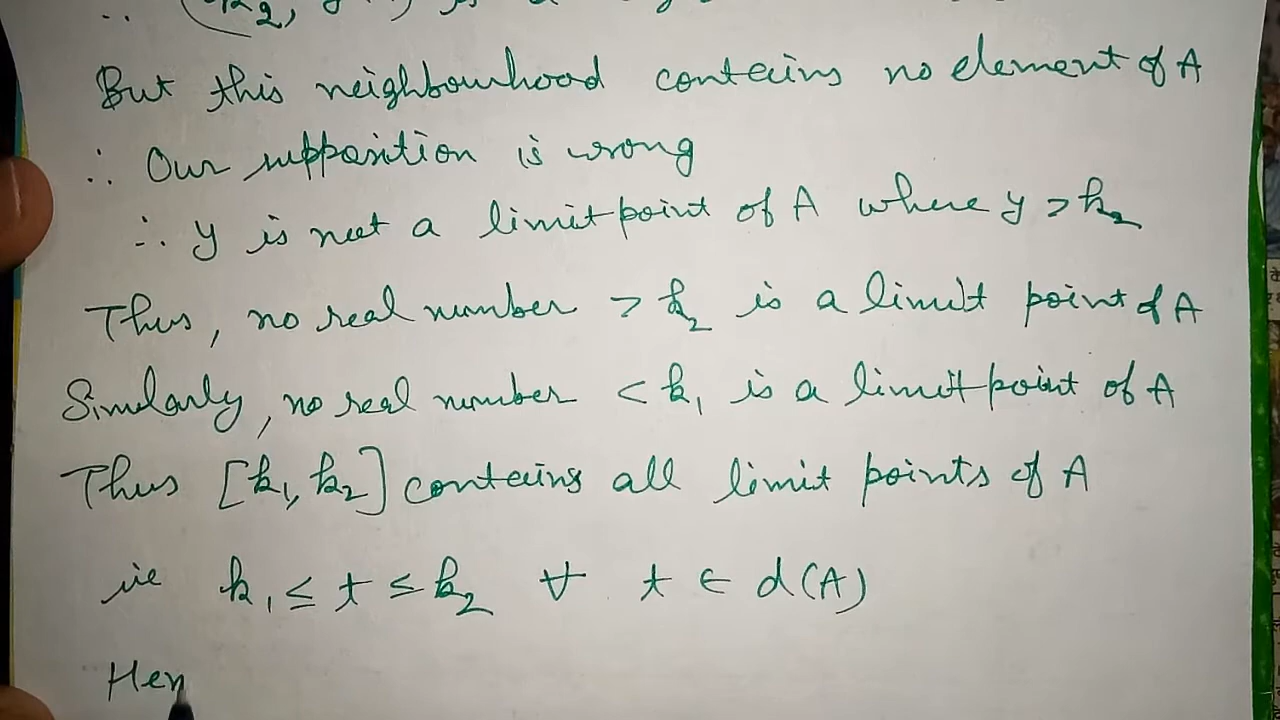 But this neighbourhood contains no element of A
∴ Our supposition is wrong
∴ y is not a limit point of A where y > k₂
Thus, no real number > k₂ is a limit point of A
Similarly, no real number < k₁ is a limit point of A
Thus [k₁, k₂] contains all limit points of A
ie k₁ ≤ t ≤ k₂ ∀ t ∈ d(A)
Hen